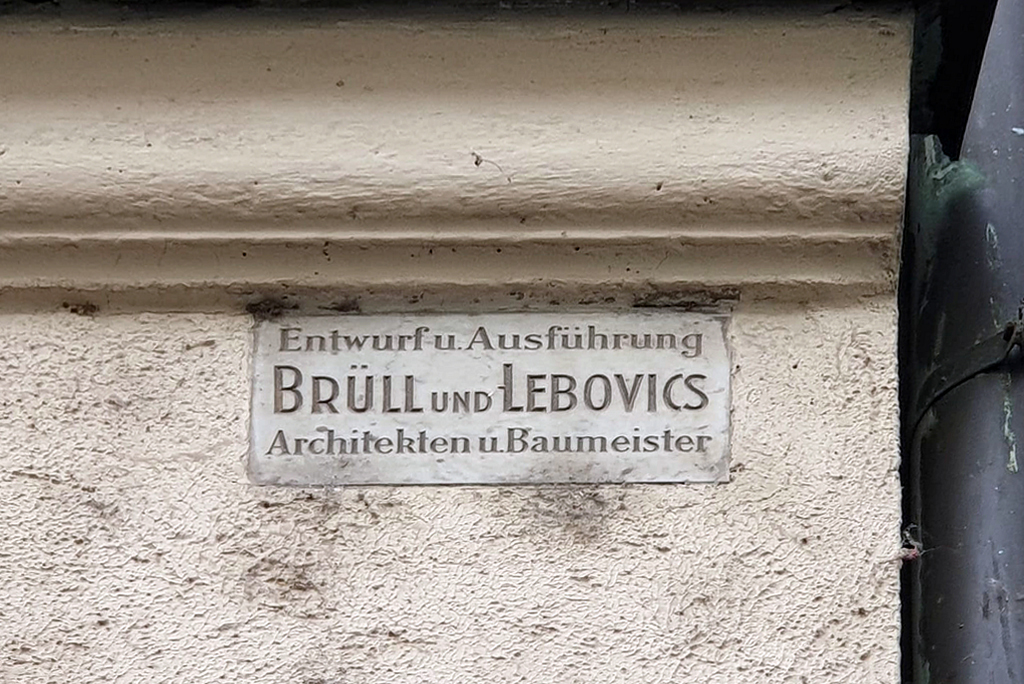 Entwurf u. Ausführung
BRÜLL UND LEBOVICS
Architekten u. Baumeister